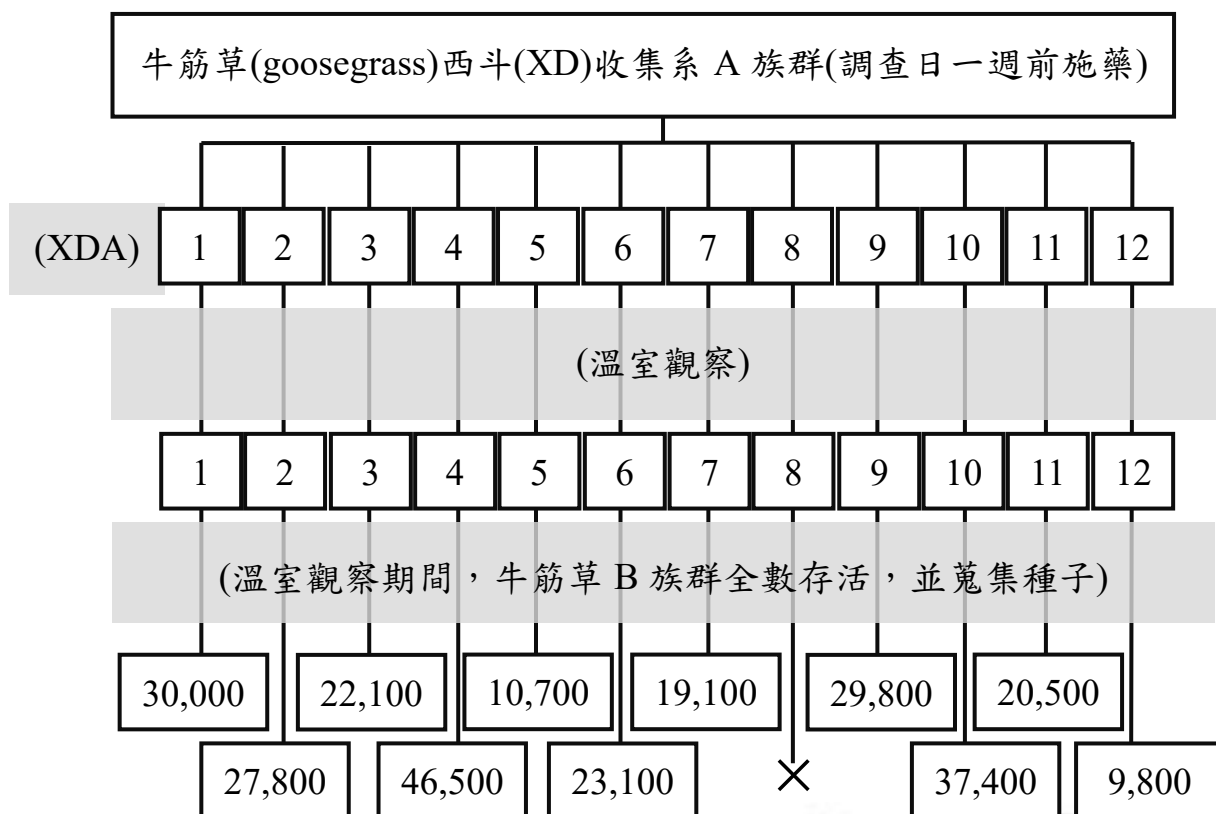 牛筋草(goosegrass)西斗(XD)收集系 A 族群(調查日一週前施藥)
(XDA) 1 2 3 4 5 6 7 8 9 10 11 12
(溫室觀察)
1 2 3 4 5 6 7 8 9 10 11 12
(溫室觀察期間，牛筋草 B 族群全數存活，並蒐集種子)
30,000 22,100 10,700 19,100 29,800 20,500
27,800 46,500 23,100 × 37,400 9,800